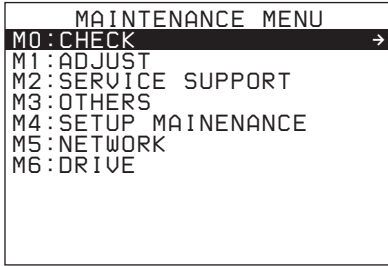 MAINTENANCE MENU
M0:CHECK →
M1:ADJUST
M2:SERVICE SUPPORT
M3:OTHERS
M4:SETUP MAINENANCE
M5:NETWORK
M6:DRIVE